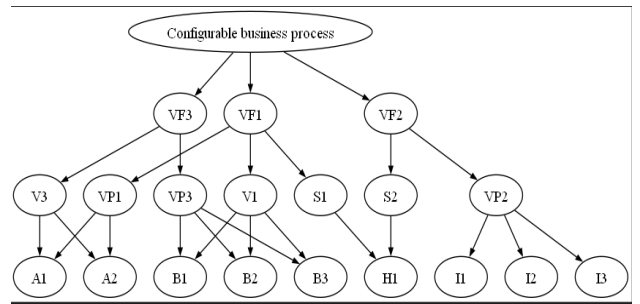 Configurable business process
VF3 VF1 VF2
V3 VP1 VP3 V1 S1 S2 VP2
A1 A2 B1 B2 B3 H1 I1 I2 I3